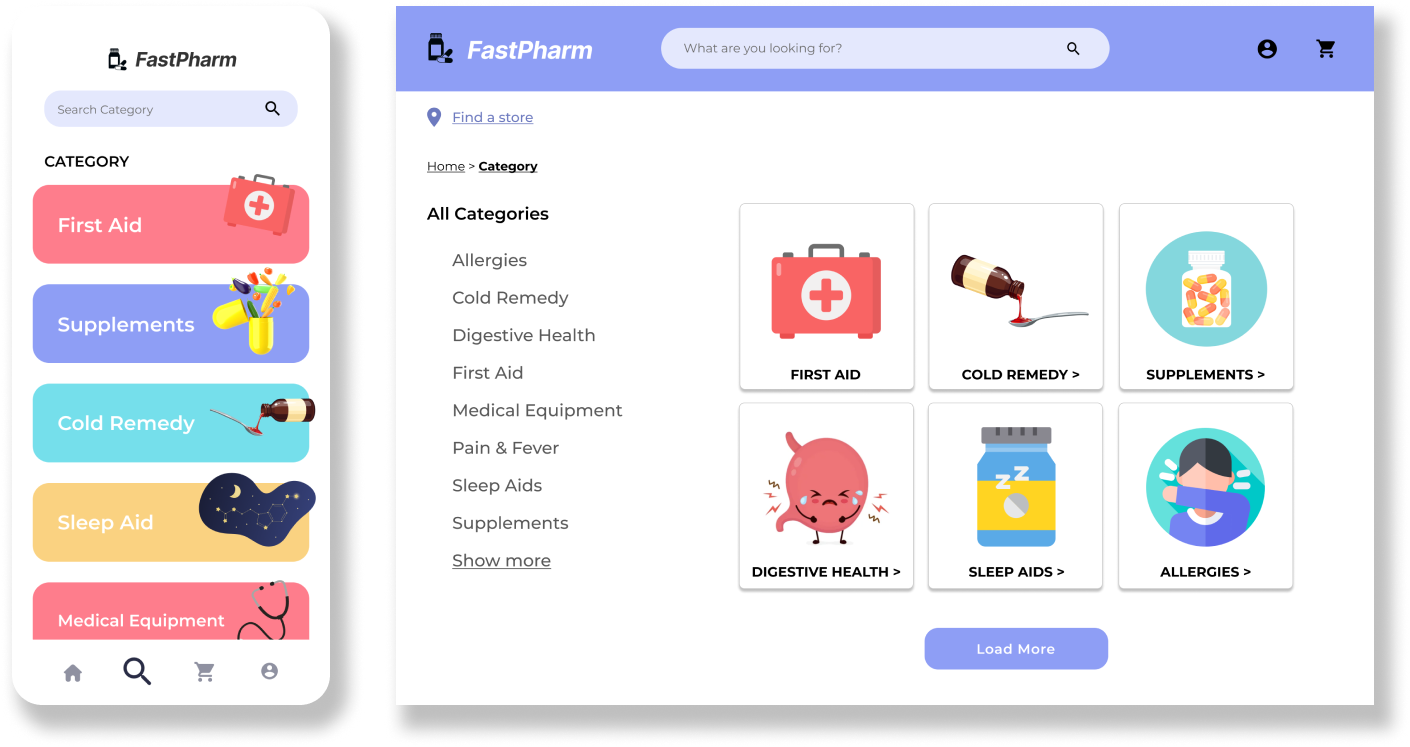 FastPharm
Search Category
CATEGORY
First Aid
Supplements
Cold Remedy
Sleep Aid
Medical Equipment
FastPharm
What are you looking for?
Find a store
Home > Category
All Categories
Allergies
Cold Remedy
Digestive Health
First Aid
Medical Equipment
Pain & Fever
Sleep Aids
Supplements
Show more
FIRST AID
COLD REMEDY >
SUPPLEMENTS >
zz
DIGESTIVE HEALTH >
SLEEP AIDS >
ALLERGIES >
Load More